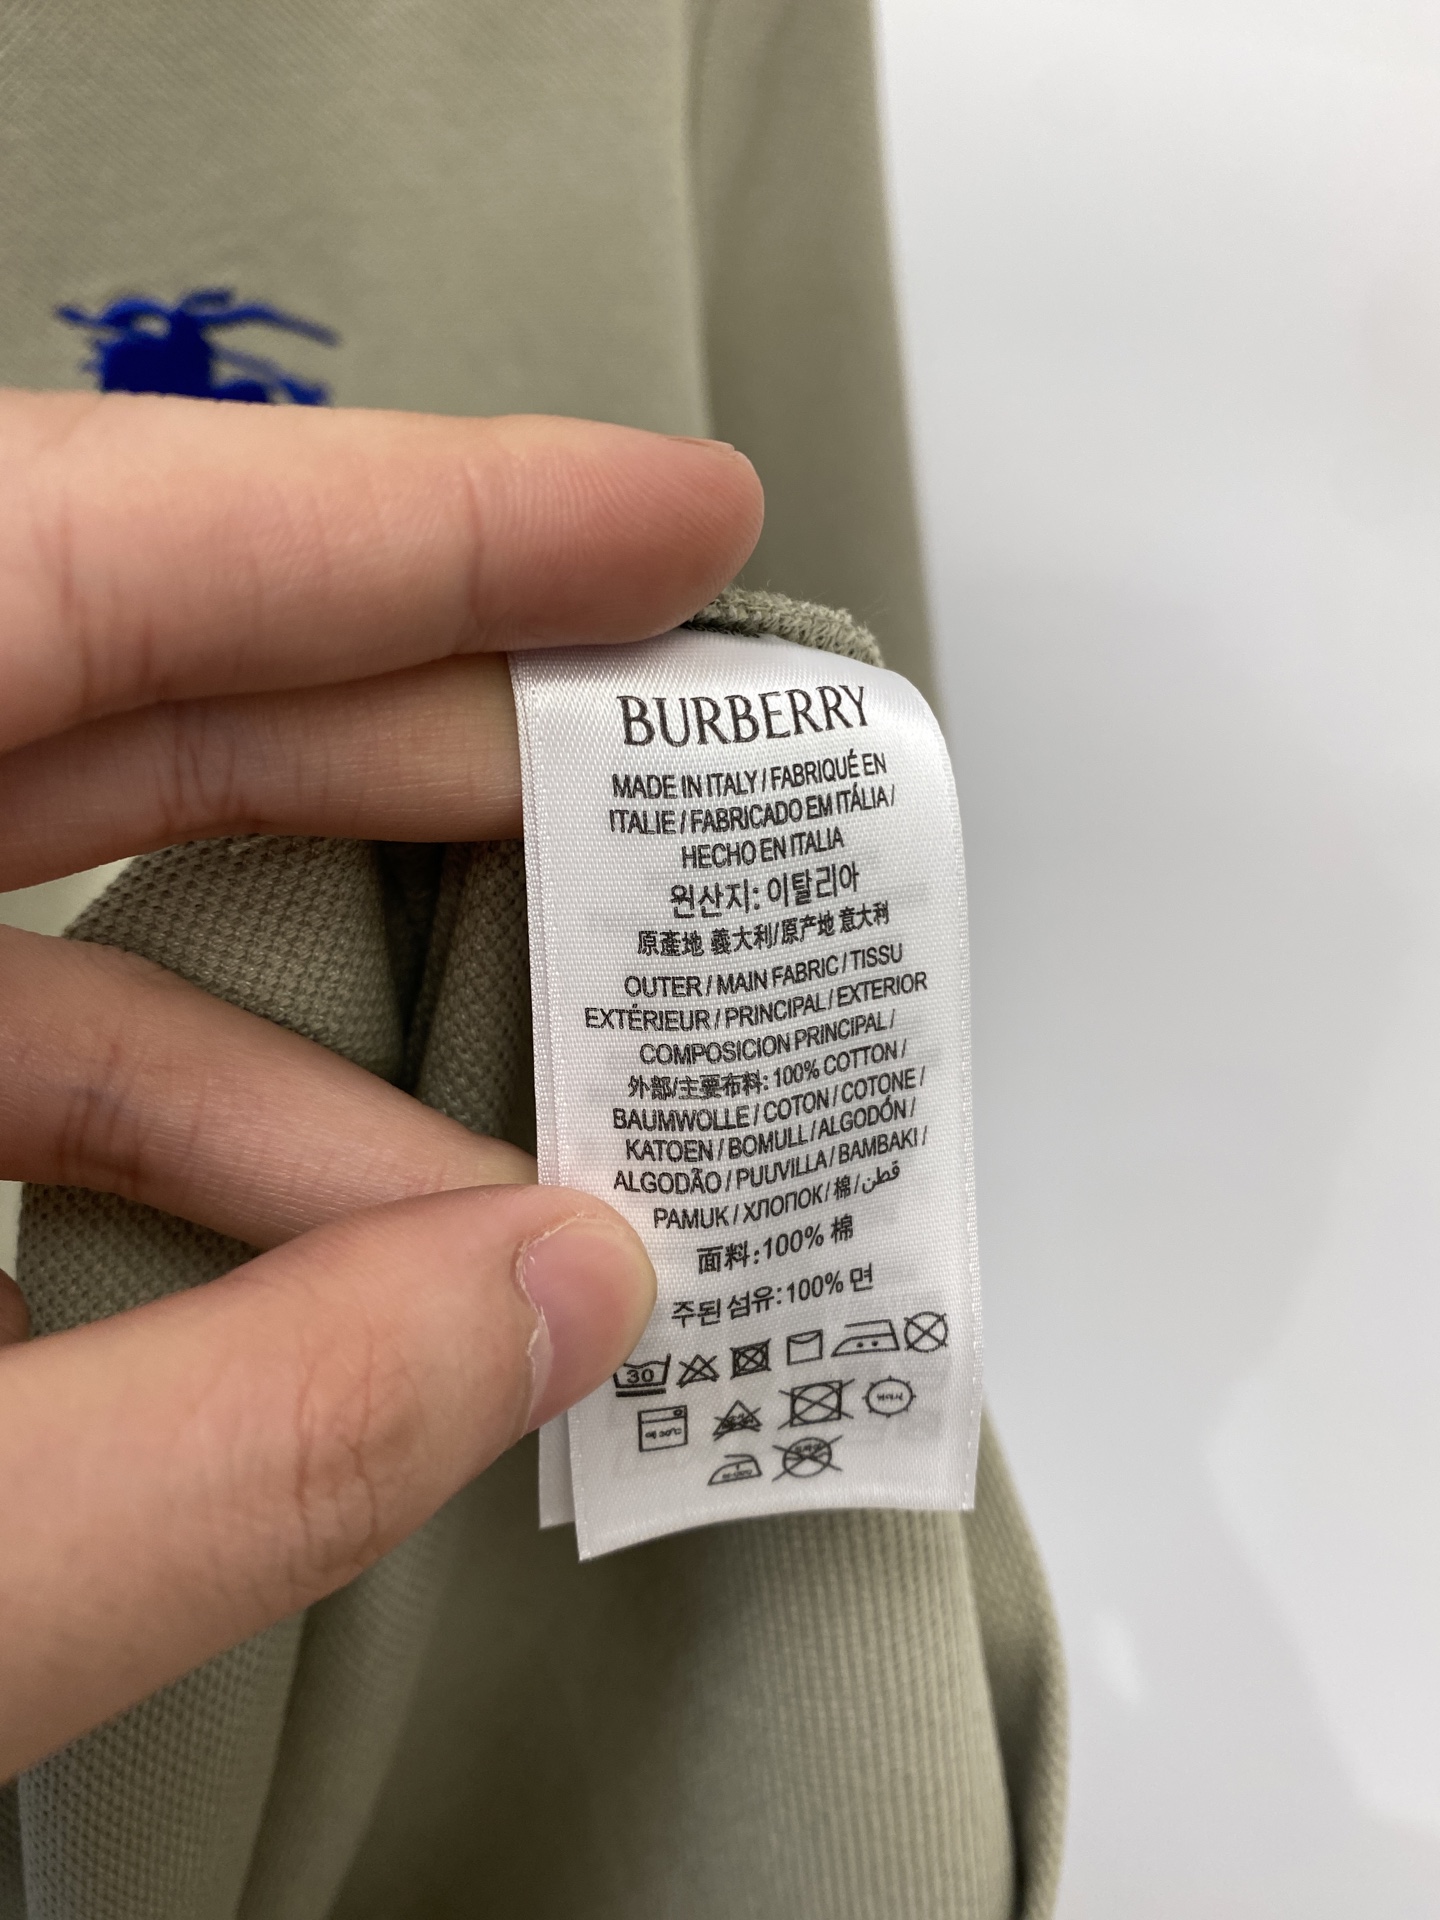 BURBERRY
MADE IN ITALY / FABRIQUÉ EN
ITALIE / FABRICADO EM ITÁLIA /
HECHO EN ITALIA
원산지: 이탈리아
原產地 義大利/原产地 意大利
OUTER / MAIN FABRIC / TISSU
EXTÉRIEUR / PRINCIPAL / EXTERIOR
COMPOSICION PRINCIPAL /
外部/主要布料: 100% COTTON /
BAUMWOLLE / COTON / COTONE /
KATOEN / BOMULL / ALGODÓN /
ALGODÃO / PUUVILLA / BAMBAKI /
PAMUK / ХЛОПОК / 棉 / قطن
面料:100% 棉
주된 섬유:100% 면
30